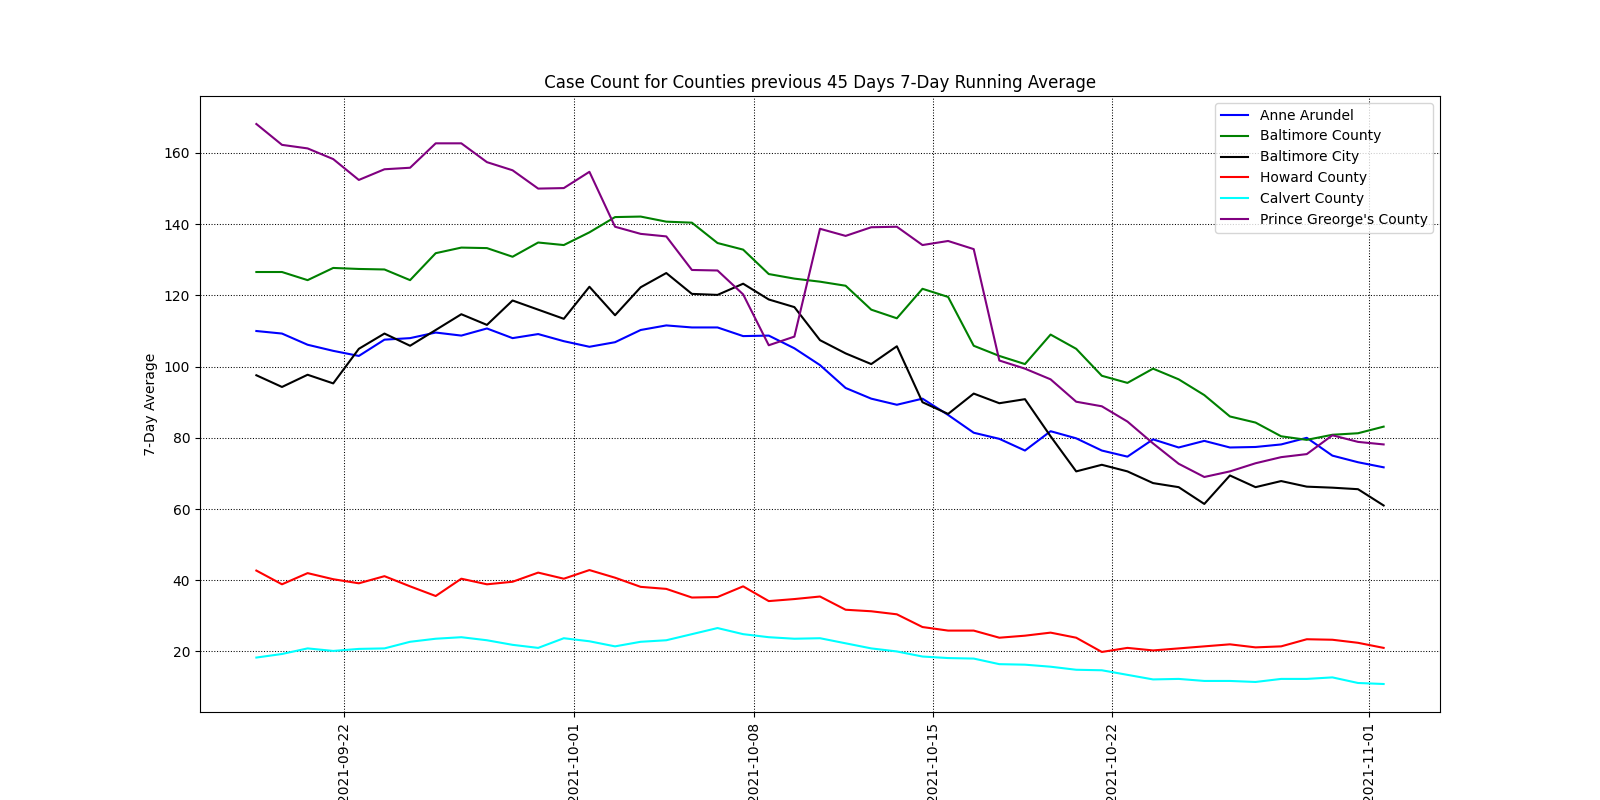 Case Count for Counties previous 45 Days 7-Day Running Average
Anne Arundel
Baltimore County
Baltimore City
Howard County
Calvert County
Prince Greorge's County
7-Day Average
160
140
120
100
80
60
40
20
2021-09-22
2021-10-01
2021-10-08
2021-10-15
2021-10-22
2021-11-01